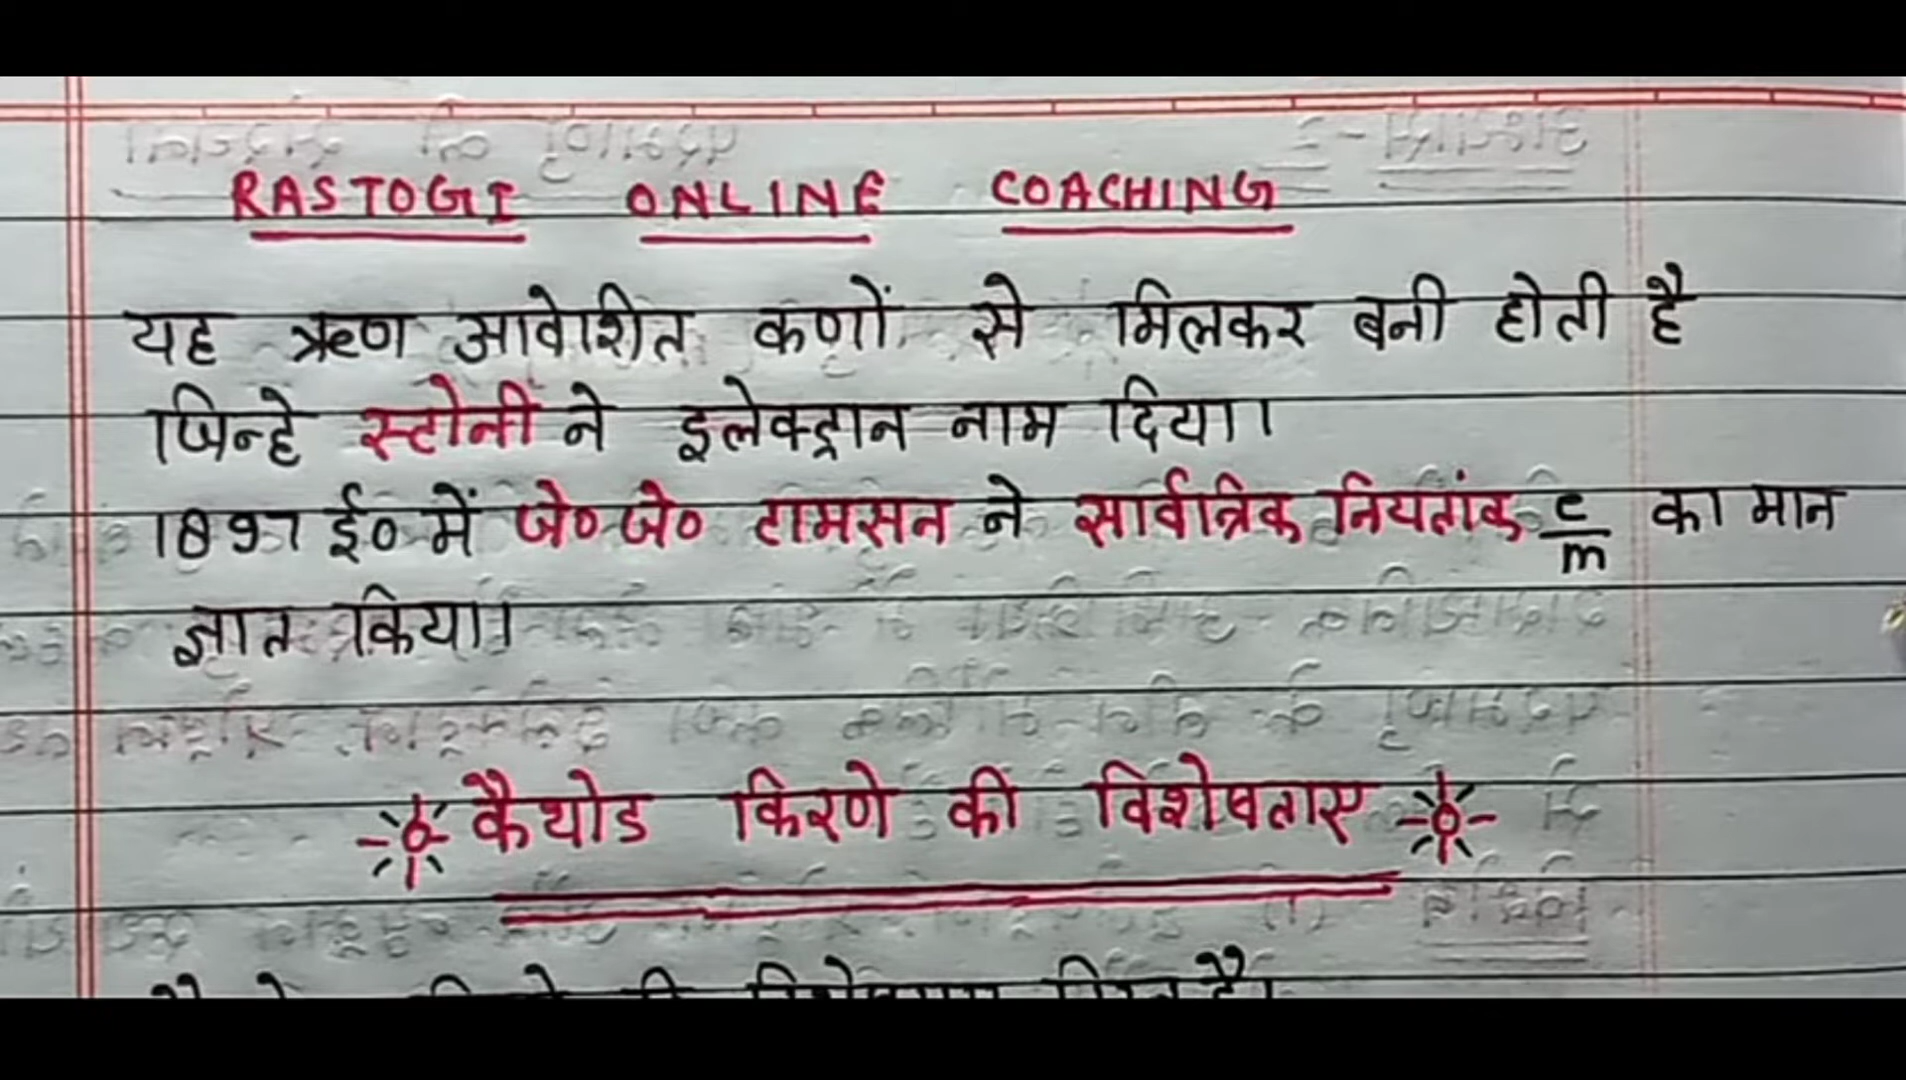 RASTOGI ONLINE COACHING
यह ऋण आवेशित कणों से मिलकर बनी होती है
जिन्हे स्टोनी ने इलेक्ट्रान नाम दिया।
1897 ई० में जे० जे० टामसन ने सार्वत्रिक नियतांक e/m का मान
ज्ञात किया।
कैथोड किरणे की विशेषताए